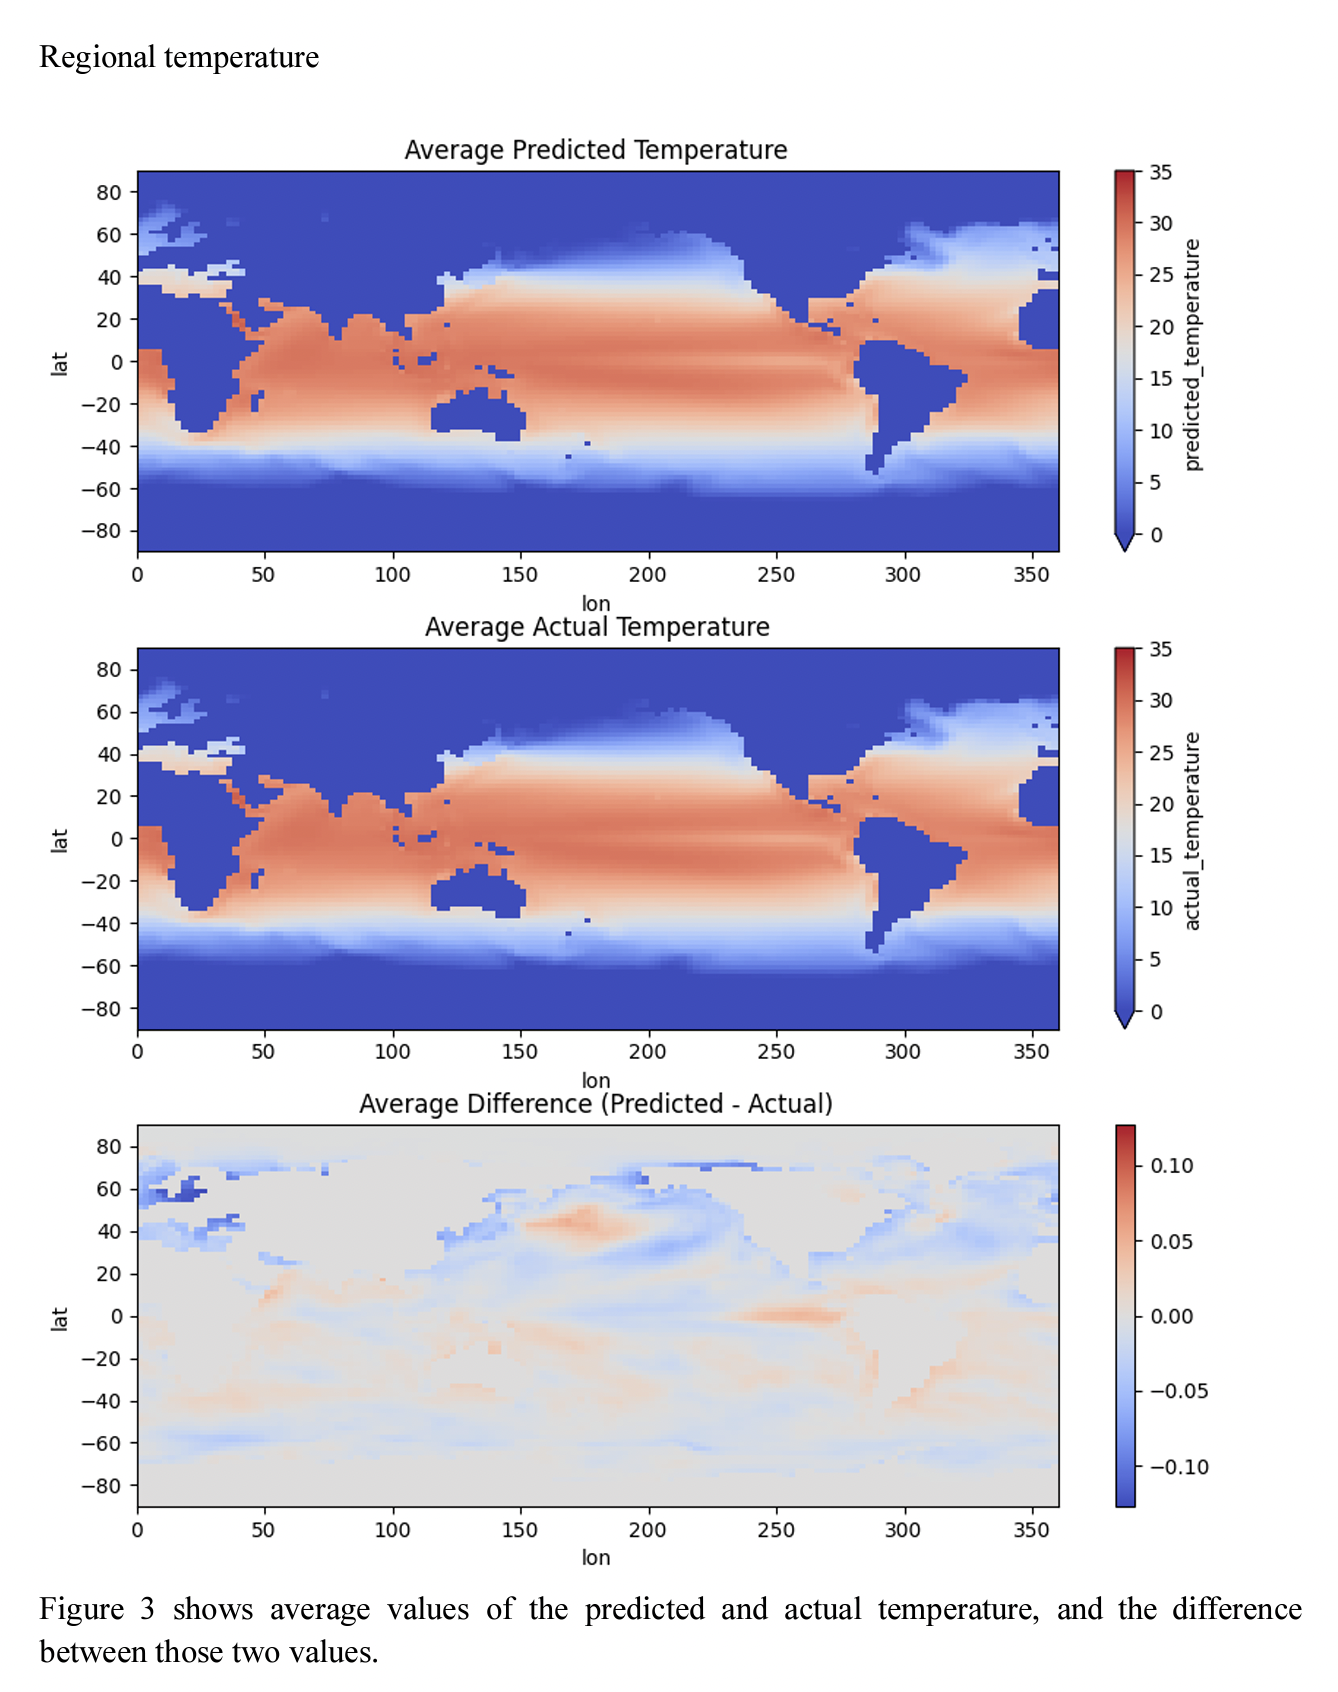 Regional temperature
Average Predicted Temperature
80
60
40
20
0
−20
−40
−60
−80
lat
0 50 100 150 200 250 300 350
lon
35
30
25
20
15
10
5
0
predicted_temperature
Average Actual Temperature
80
60
40
20
0
−20
−40
−60
−80
lat
0 50 100 150 200 250 300 350
lon
35
30
25
20
15
10
5
0
actual_temperature
Average Difference (Predicted - Actual)
80
60
40
20
0
−20
−40
−60
−80
lat
0 50 100 150 200 250 300 350
lon
0.10
0.05
0.00
−0.05
−0.10
Figure 3 shows average values of the predicted and actual temperature, and the difference
between those two values.